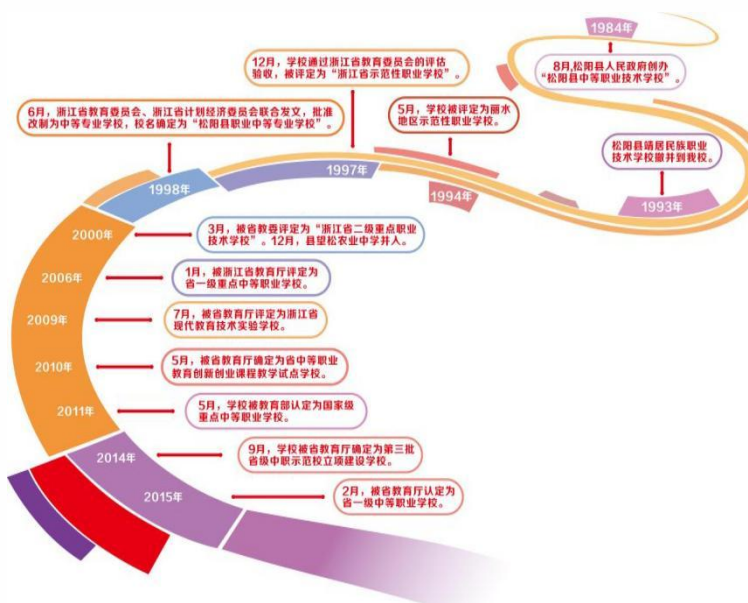 1984年
8月,松阳县人民政府创办
“松阳县中等职业技术学校”。
松阳县靖居民族职业
技术学校撤并到我校。
1993年
5月，学校被评定为丽水
地区示范性职业学校。
1994年
12月，学校通过浙江省教育委员会的评估
验收，被评定为“浙江省示范性职业学校”。
1997年
6月，浙江省教育委员会、浙江省计划经济委员会联合发文，批准
改制为中等专业学校，校名确定为“松阳县职业中等专业学校”。
1998年
2000年
3月，被省教委评定为“浙江省二级重点职业
技术学校”。12月，县望松农业中学并入。
2006年
1月，被浙江省教育厅评定为
省一级重点中等职业学校。
2009年
7月，被省教育厅评定为浙江省
现代教育技术实验学校。
2010年
5月，被省教育厅确定为省中等职业
教育创新创业课程教学试点学校。
2011年
5月，学校被教育部认定为国家级
重点中等职业学校。
2014年
9月，学校被省教育厅确定为第三批
省级中职示范校立项建设学校。
2015年
2月，被省教育厅认定为
省一级中等职业学校。